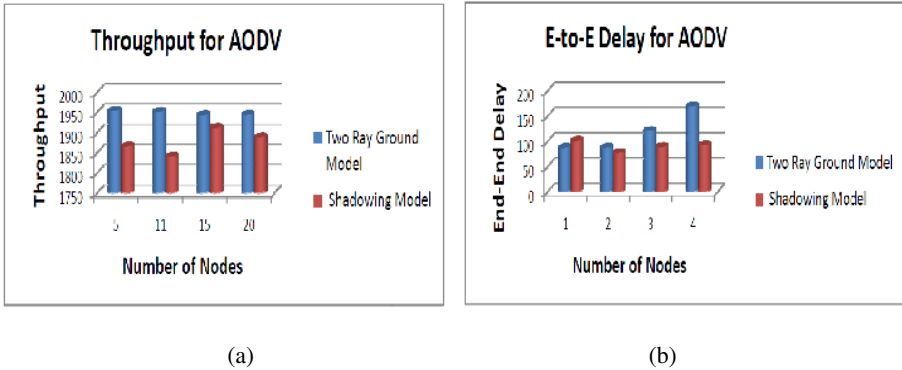 Throughput for AODV
Throughput
2000
1950
1900
1850
1800
1750
5 11 15 20
Number of Nodes
Two Ray Ground
Model
Shadowing Model
(a)
E-to-E Delay for AODV
End-End Delay
200
150
100
50
0
1 2 3 4
Number of Nodes
Two Ray Ground Model
Shadowing Model
(b)